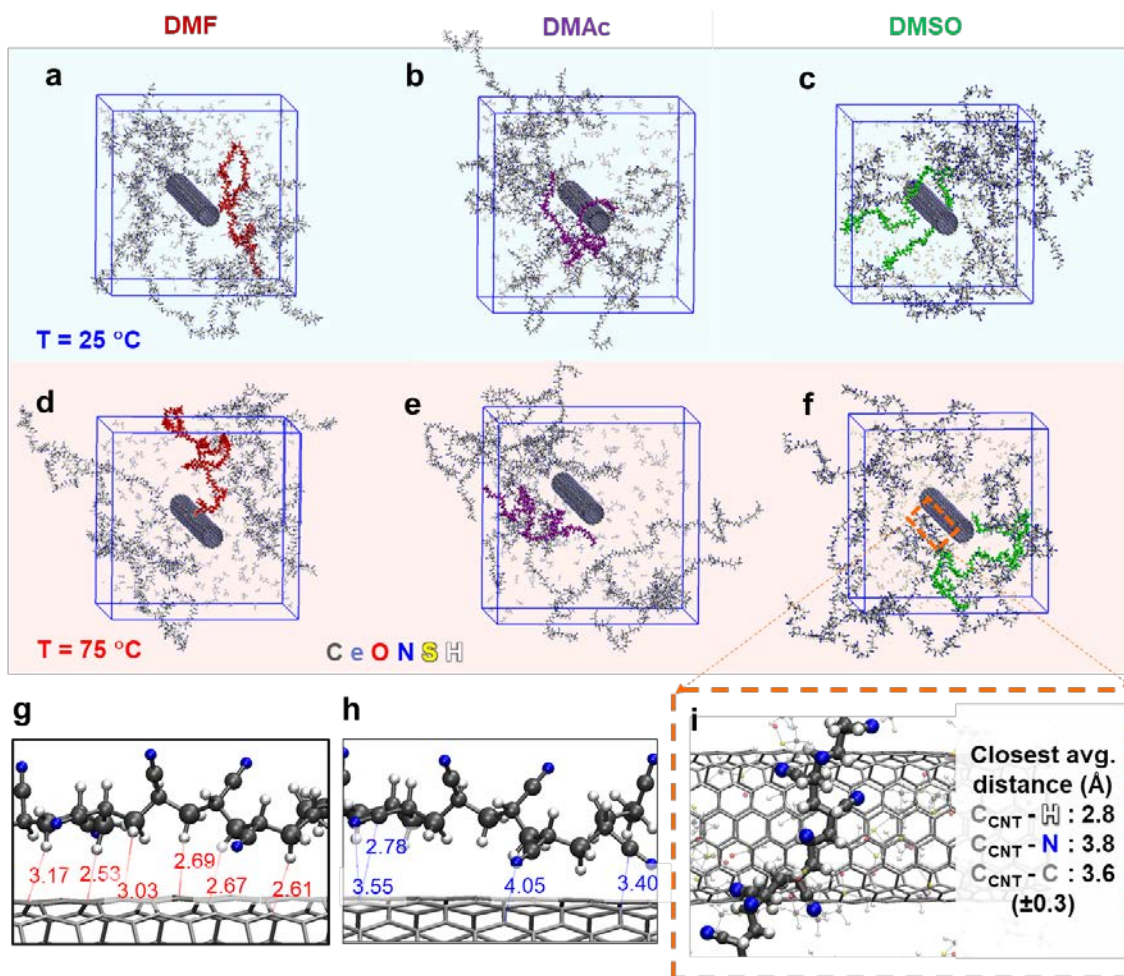 DMF DMAc DMSO
a b c
T = 25 °C
d e f
T = 75 °C
C e O N S H
g h i
3.17 2.53 3.03 2.69 2.67 2.61
2.78 3.55 4.05 3.40
Closest avg.
distance (Å)
C_CNT - H : 2.8
C_CNT - N : 3.8
C_CNT - C : 3.6
(±0.3)